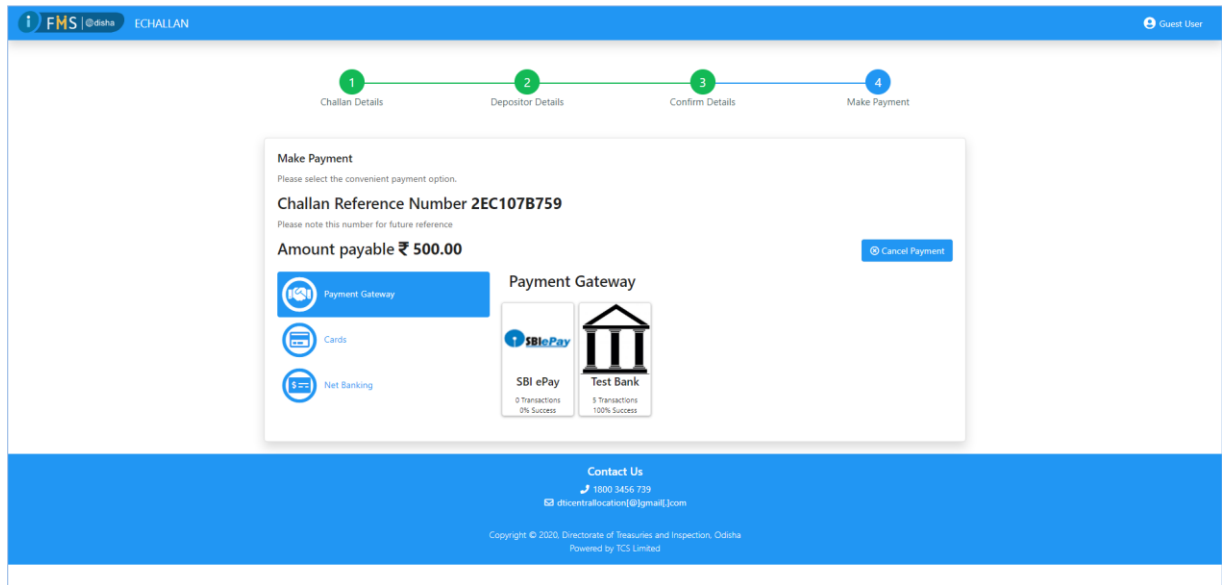 i FMS | @disha ECHALLAN Guest User
1 2 3 4
Challan Details Depositor Details Confirm Details Make Payment
Make Payment
Please select the convenient payment option.
Challan Reference Number 2EC107B759
Please note this number for future reference
Amount payable ₹ 500.00
Cancel Payment
Payment Gateway
Cards
Net Banking
Payment Gateway
SBIePay
SBI ePay
0 Transactions
0% Success
Test Bank
5 Transactions
100% Success
Contact Us
1800 3456 739
dticentrallocation[@]gmail[.]com
Copyright © 2020, Directorate of Treasuries and Inspection, Odisha
Powered by TCS Limited